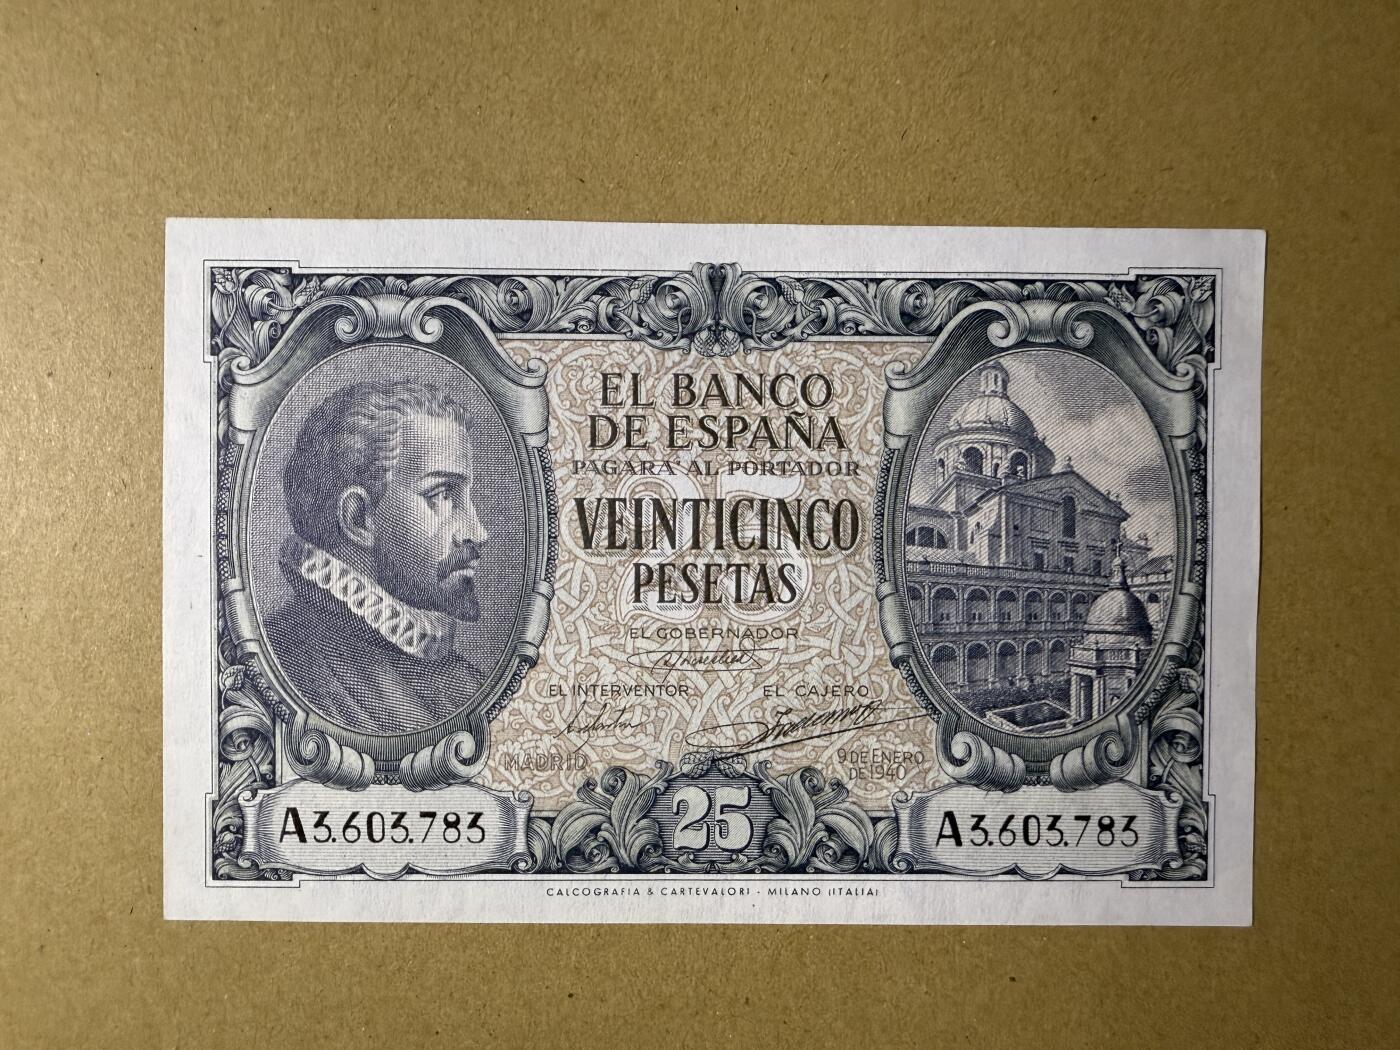 EL BANCO
DE ESPAÑA
PAGARÁ AL PORTADOR
VEINTICINCO
PESETAS
25
EL GOBERNADOR
EL INTERVENTOR
EL CAJERO
MADRID
9 DE ENERO
DE 1940
A3.603.783
25
A3.603.783
CALCOGRAFIA & CARTEVALORI - MILANO (ITALIA)